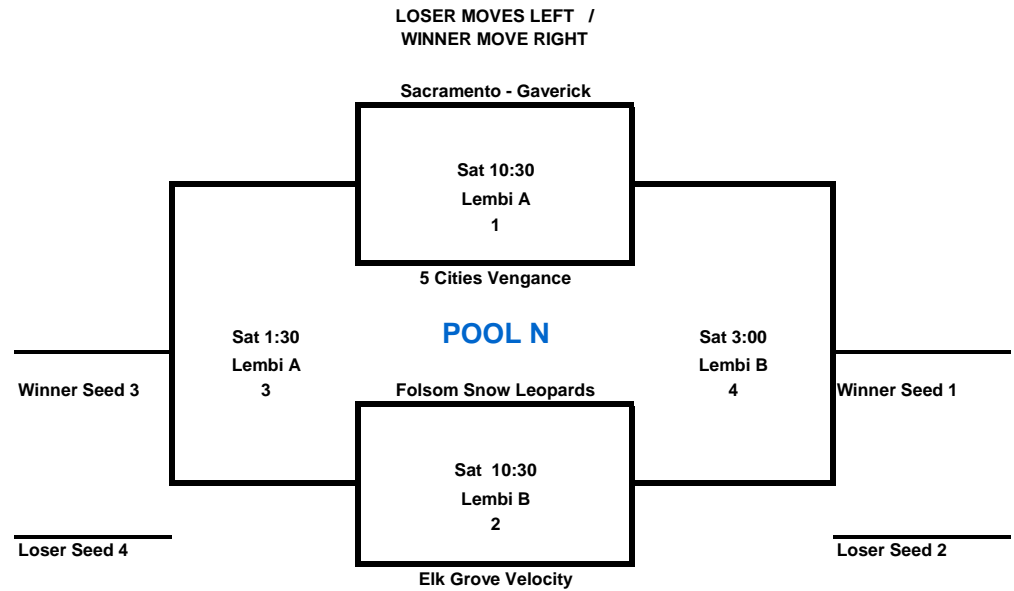 LOSER MOVES LEFT /
WINNER MOVE RIGHT
Sacramento - Gaverick
Sat 10:30
Lembi A
1
5 Cities Vengance
POOL N
Sat 1:30
Lembi A
3
Sat 3:00
Lembi B
4
Winner Seed 3
Folsom Snow Leopards
Winner Seed 1
Sat 10:30
Lembi B
2
Loser Seed 4
Loser Seed 2
Elk Grove Velocity